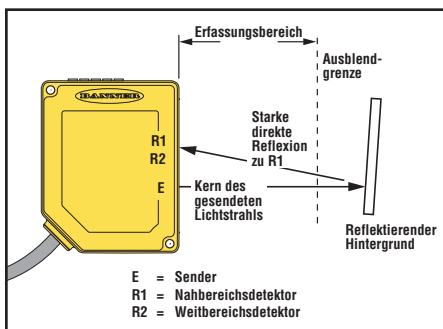 Erfassungsbereich
Ausblend-
grenze
BANNER
Starke
direkte
Reflexion
zu R1
R1
R2
E
Kern des
gesendeten
Lichtstrahls
Reflektierender
Hintergrund
E = Sender
R1 = Nahbereichsdetektor
R2 = Weitbereichsdetektor